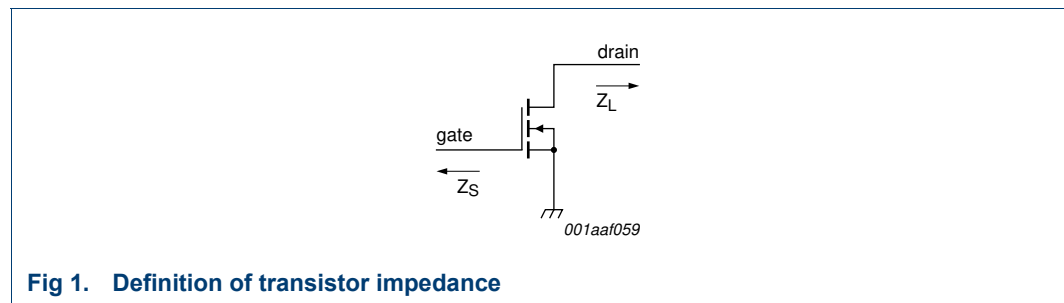 drain
Z_L
gate
Z_S
001aaf059
Fig 1. Definition of transistor impedance